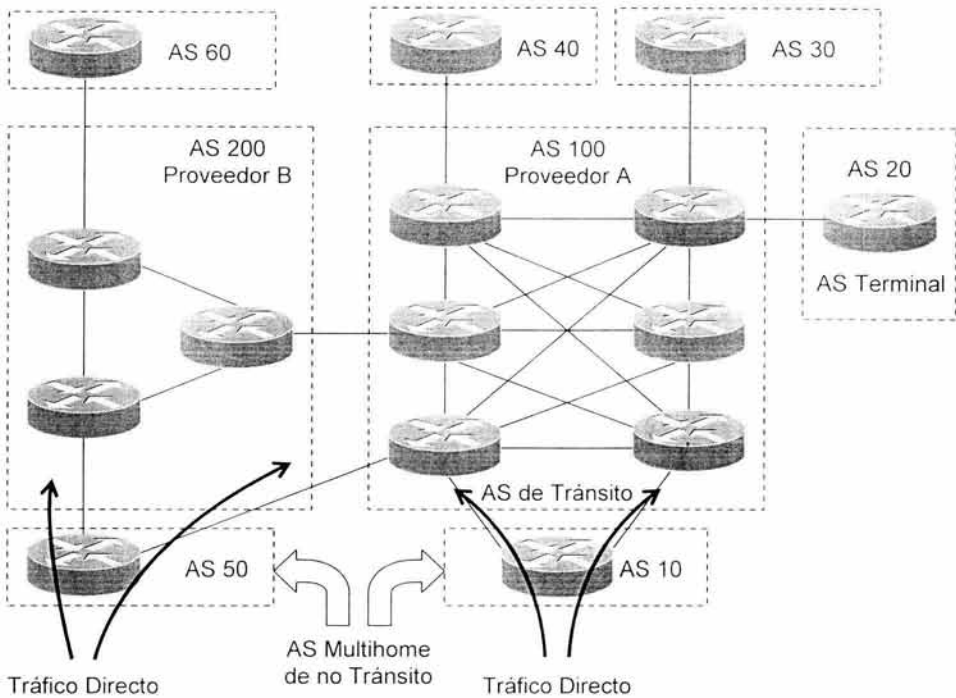 AS 60
AS 40
AS 30
AS 200
Proveedor B
AS 100
Proveedor A
AS 20
AS Terminal
AS de Tránsito
AS 50
AS 10
AS Multihome
de no Tránsito
Tráfico Directo
Tráfico Directo